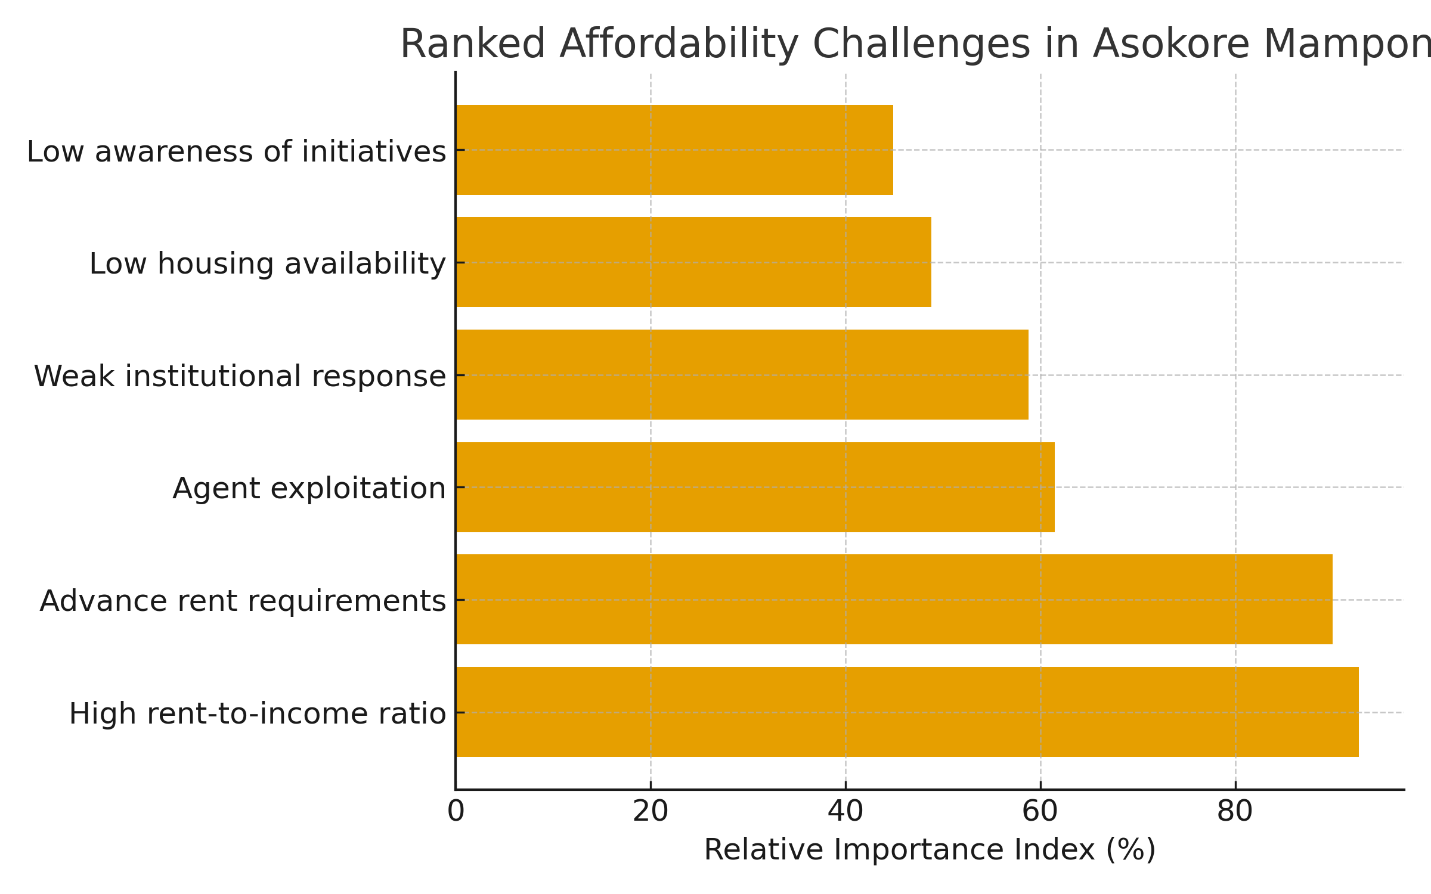 Ranked Affordability Challenges in Asokore Mampon
Low awareness of initiatives
Low housing availability
Weak institutional response
Agent exploitation
Advance rent requirements
High rent-to-income ratio
0 20 40 60 80
Relative Importance Index (%)